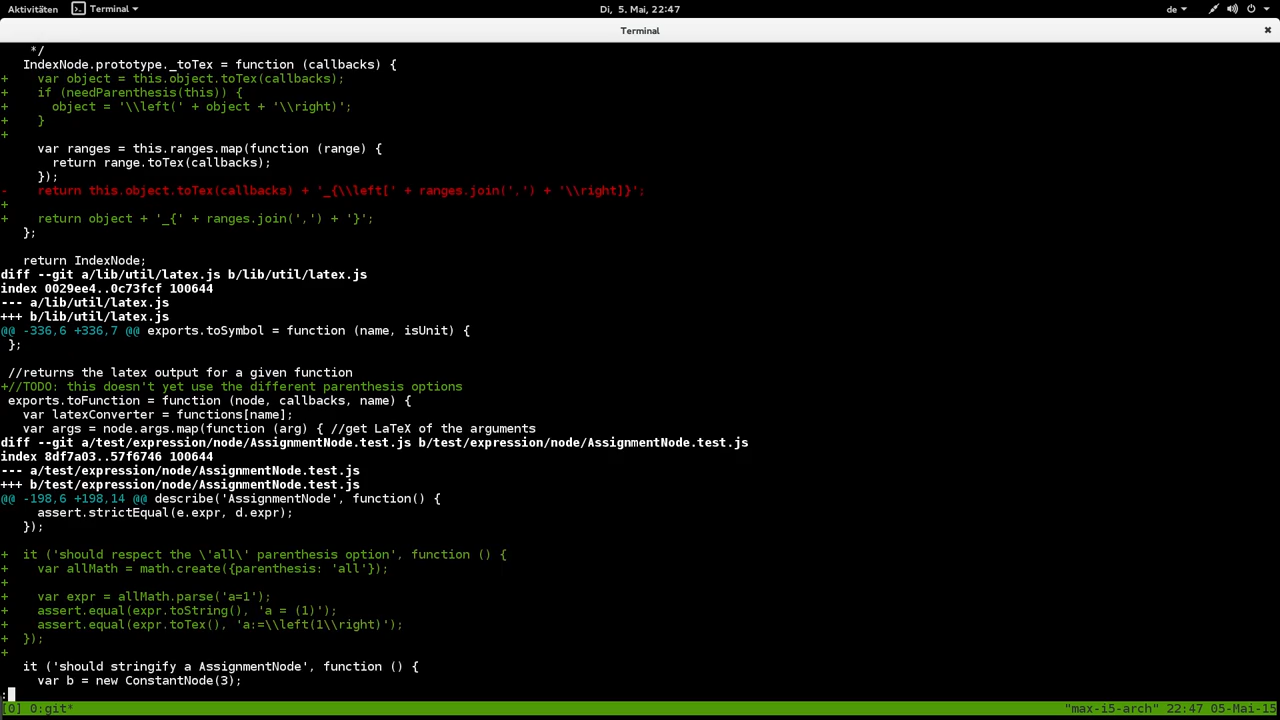 Aktivitäten Terminal Di, 5. Mai, 22:47 de
Terminal
*/
IndexNode.prototype._toTex = function (callbacks) {
+    var object = this.object.toTex(callbacks);
+    if (needParenthesis(this)) {
+      object = '\\left(' + object + '\\right)';
+    }
+
var ranges = this.ranges.map(function (range) {
return range.toTex(callbacks);
});
-    return this.object.toTex(callbacks) + '_{\\left[' + ranges.join(',') + '\\right]}';
+
+    return object + '_{' + ranges.join(',') + '}';
};
return IndexNode;
diff --git a/lib/util/latex.js b/lib/util/latex.js
index 0029ee4..0c73fcf 100644
--- a/lib/util/latex.js
+++ b/lib/util/latex.js
@@ -336,6 +336,7 @@ exports.toSymbol = function (name, isUnit) {
};
//returns the latex output for a given function
+//TODO: this doesn't yet use the different parenthesis options
exports.toFunction = function (node, callbacks, name) {
var latexConverter = functions[name];
var args = node.args.map(function (arg) { //get LaTeX of the arguments
diff --git a/test/expression/node/AssignmentNode.test.js b/test/expression/node/AssignmentNode.test.js
index 8df7a03..57f6746 100644
--- a/test/expression/node/AssignmentNode.test.js
+++ b/test/expression/node/AssignmentNode.test.js
@@ -198,6 +198,14 @@ describe('AssignmentNode', function() {
assert.strictEqual(e.expr, d.expr);
});
+  it ('should respect the \'all\' parenthesis option', function () {
+    var allMath = math.create({parenthesis: 'all'});
+
+    var expr = allMath.parse('a=1');
+    assert.equal(expr.toString(), 'a = (1)');
+    assert.equal(expr.toTex(), 'a:=\\left(1\\right)');
+  });
+
it ('should stringify a AssignmentNode', function () {
var b = new ConstantNode(3);
:
[0] 0:git* "max-i5-arch" 22:47 05-Mai-15